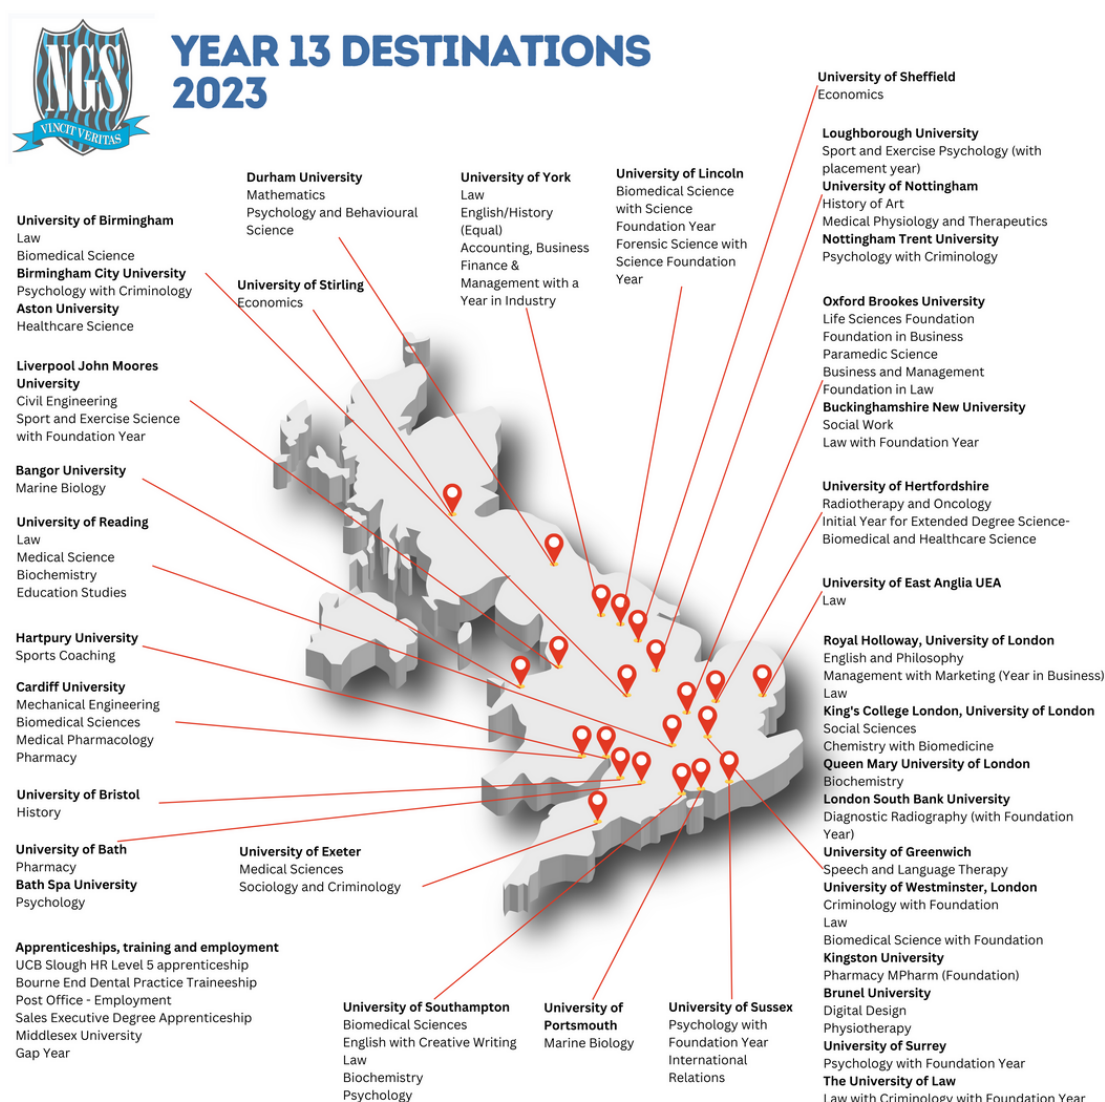 NGS
VINCIT VERITAS
YEAR 13 DESTINATIONS
2023
University of Birmingham
Law
Biomedical Science
Birmingham City University
Psychology with Criminology
Aston University
Healthcare Science
Liverpool John Moores
University
Civil Engineering
Sport and Exercise Science
with Foundation Year
Bangor University
Marine Biology
University of Reading
Law
Medical Science
Biochemistry
Education Studies
Hartpury University
Sports Coaching
Cardiff University
Mechanical Engineering
Biomedical Sciences
Medical Pharmacology
Pharmacy
University of Bristol
History
University of Bath
Pharmacy
Bath Spa University
Psychology
Apprenticeships, training and employment
UCB Slough HR Level 5 apprenticeship
Bourne End Dental Practice Traineeship
Post Office - Employment
Sales Executive Degree Apprenticeship
Middlesex University
Gap Year
Durham University
Mathematics
Psychology and Behavioural
Science
University of Stirling
Economics
University of York
Law
English/History
(Equal)
Accounting, Business
Finance &
Management with a
Year in Industry
University of Lincoln
Biomedical Science
with Science
Foundation Year
Forensic Science with
Science Foundation
Year
University of Exeter
Medical Sciences
Sociology and Criminology
University of Southampton
Biomedical Sciences
English with Creative Writing
Law
Biochemistry
Psychology
University of
Portsmouth
Marine Biology
University of Sussex
Psychology with
Foundation Year
International
Relations
University of Sheffield
Economics
Loughborough University
Sport and Exercise Psychology (with
placement year)
University of Nottingham
History of Art
Medical Physiology and Therapeutics
Nottingham Trent University
Psychology with Criminology
Oxford Brookes University
Life Sciences Foundation
Foundation in Business
Paramedic Science
Business and Management
Foundation in Law
Buckinghamshire New University
Social Work
Law with Foundation Year
University of Hertfordshire
Radiotherapy and Oncology
Initial Year for Extended Degree Science-
Biomedical and Healthcare Science
University of East Anglia UEA
Law
Royal Holloway, University of London
English and Philosophy
Management with Marketing (Year in Business)
Law
King's College London, University of London
Social Sciences
Chemistry with Biomedicine
Queen Mary University of London
Biochemistry
London South Bank University
Diagnostic Radiography (with Foundation
Year)
University of Greenwich
Speech and Language Therapy
University of Westminster, London
Criminology with Foundation
Law
Biomedical Science with Foundation
Kingston University
Pharmacy MPharm (Foundation)
Brunel University
Digital Design
Physiotherapy
University of Surrey
Psychology with Foundation Year
The University of Law
Law with Criminology with Foundation Year